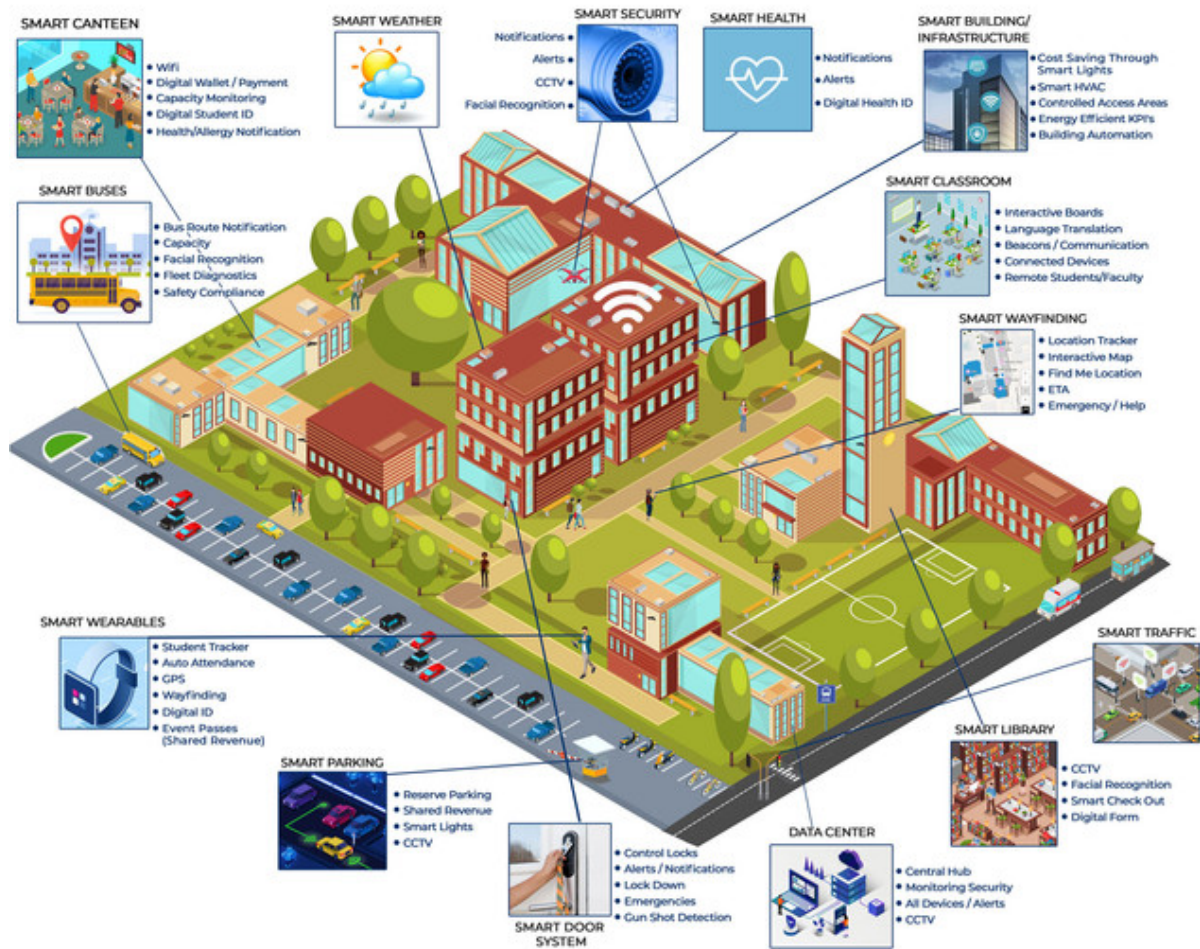 SMART CANTEEN
• Wifi
• Digital Wallet / Payment
• Capacity Monitoring
• Digital Student ID
• Health/Allergy Notification
SMART WEATHER
SMART SECURITY
Notifications •
Alerts •
CCTV •
Facial Recognition •
SMART HEALTH
• Notifications
• Alerts
• Digital Health ID
SMART BUILDING/
INFRASTRUCTURE
• Cost Saving Through
Smart Lights
• Smart HVAC
• Controlled Access Areas
• Energy Efficient KPI's
• Building Automation
SMART BUSES
• Bus Route Notification
• Capacity
• Facial Recognition
• Fleet Diagnostics
• Safety Compliance
SMART CLASSROOM
• Interactive Boards
• Language Translation
• Beacons / Communication
• Connected Devices
• Remote Students/Faculty
SMART WAYFINDING
• Location Tracker
• Interactive Map
• Find Me Location
• ETA
• Emergency / Help
SMART WEARABLES
• Student Tracker
• Auto Attendance
• GPS
• Wayfinding
• Digital ID
• Event Passes
(Shared Revenue)
SMART PARKING
• Reserve Parking
• Shared Revenue
• Smart Lights
• CCTV
• Control Locks
• Alerts / Notifications
• Lock Down
• Emergencies
• Gun Shot Detection
SMART DOOR
SYSTEM
DATA CENTER
• Central Hub
• Monitoring Security
• All Devices / Alerts
• CCTV
SMART LIBRARY
• CCTV
• Facial Recognition
• Smart Check Out
• Digital Form
SMART TRAFFIC